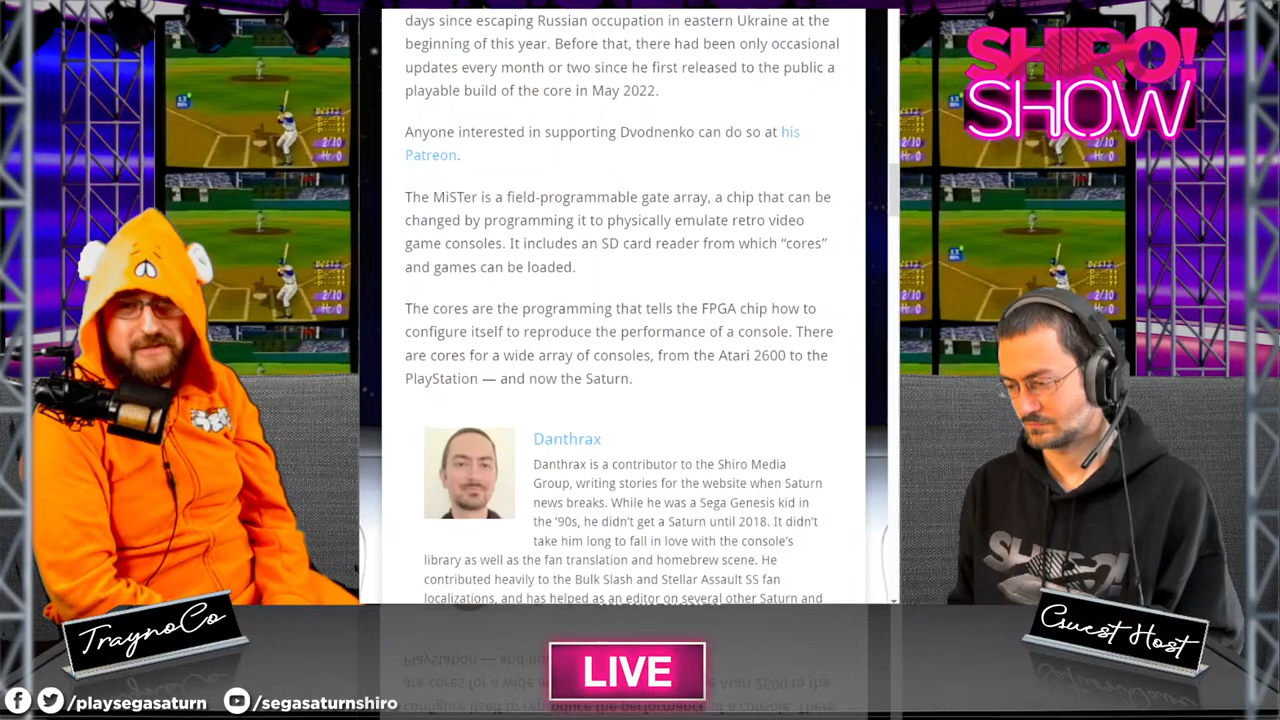 days since escaping Russian occupation in eastern Ukraine at the
beginning of this year. Before that, there had been only occasional
updates every month or two since he first released to the public a
playable build of the core in May 2022.
Anyone interested in supporting Dvodnenko can do so at his
Patreon.
The MiSTer is a field-programmable gate array, a chip that can be
changed by programming it to physically emulate retro video
game consoles. It includes an SD card reader from which “cores”
and games can be loaded.
The cores are the programming that tells the FPGA chip how to
configure itself to reproduce the performance of a console. There
are cores for a wide array of consoles, from the Atari 2600 to the
PlayStation — and now the Saturn.
Danthrax
Danthrax is a contributor to the Shiro Media
Group, writing stories for the website when Saturn
news breaks. While he was a Sega Genesis kid in
the ’90s, he didn’t get a Saturn until 2018. It didn’t
take him long to fall in love with the console’s
library as well as the fan translation and homebrew scene. He
contributed heavily to the Bulk Slash and Stellar Assault SS fan
localizations, and has helped as an editor on several other Saturn and
SHIRO!
SHOW
SHIRO!
TraynoCo
Guest Host
LIVE
/playsegasaturn
/segasaturnshiro